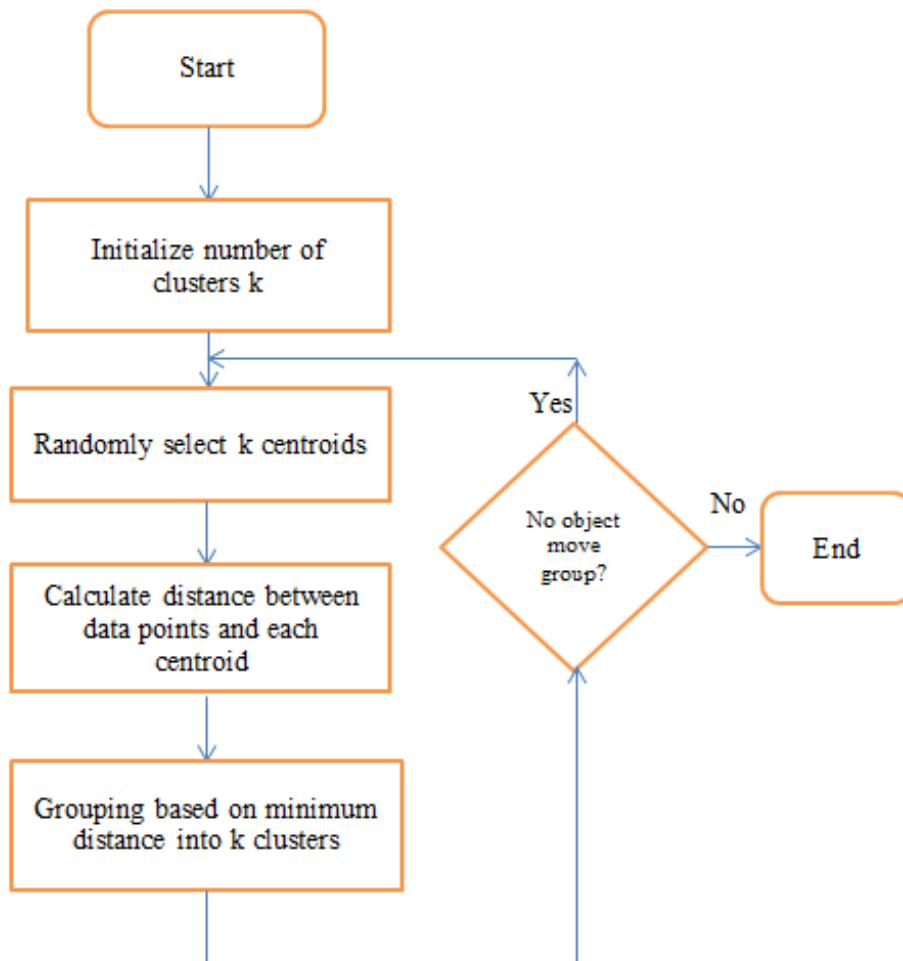 Start
Initialize number of
clusters k
Randomly select k centroids
Calculate distance between
data points and each
centroid
Grouping based on minimum
distance into k clusters
Yes
No object
move
group?
No
End